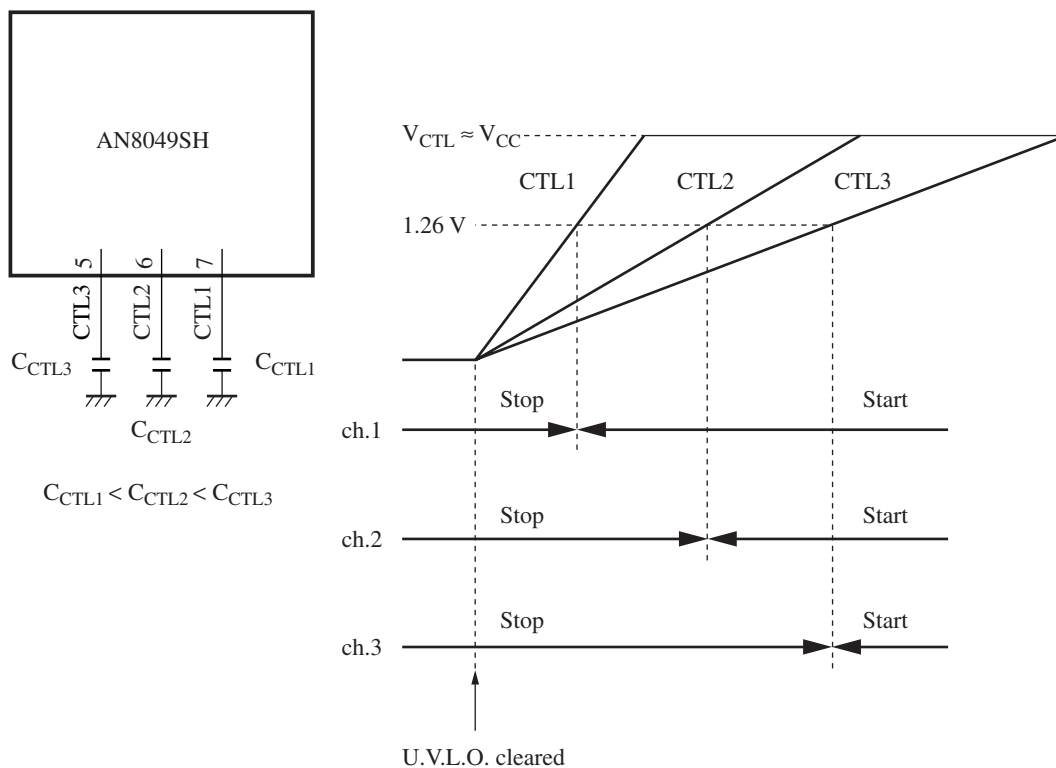 AN8049SH
5
6
7
CTL3
CTL2
CTL1
C_CTL3
C_CTL1
C_CTL2
C_CTL1 < C_CTL2 < C_CTL3
V_CTL ≈ V_CC
CTL1
CTL2
CTL3
1.26 V
Stop
Start
ch.1
Stop
Start
ch.2
Stop
Start
ch.3
U.V.L.O. cleared